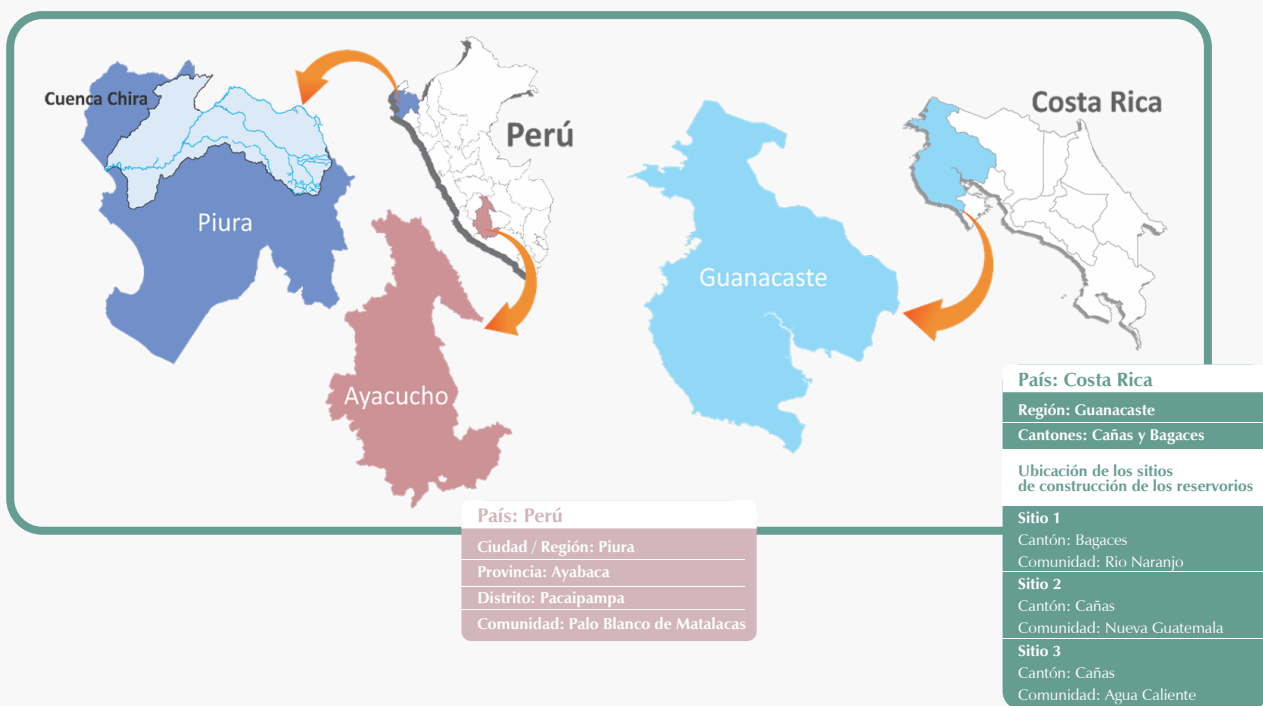 Cuenca Chira
Perú
Piura
Ayacucho
Costa Rica
Guanacaste
País: Perú
Ciudad / Región: Piura
Provincia: Ayabaca
Distrito: Pacaipampa
Comunidad: Palo Blanco de Matalacas
País: Costa Rica
Región: Guanacaste
Cantones: Cañas y Bagaces
Ubicación de los sitios
de construcción de los reservorios
Sitio 1
Cantón: Bagaces
Comunidad: Rio Naranjo
Sitio 2
Cantón: Cañas
Comunidad: Nueva Guatemala
Sitio 3
Cantón: Cañas
Comunidad: Agua Caliente